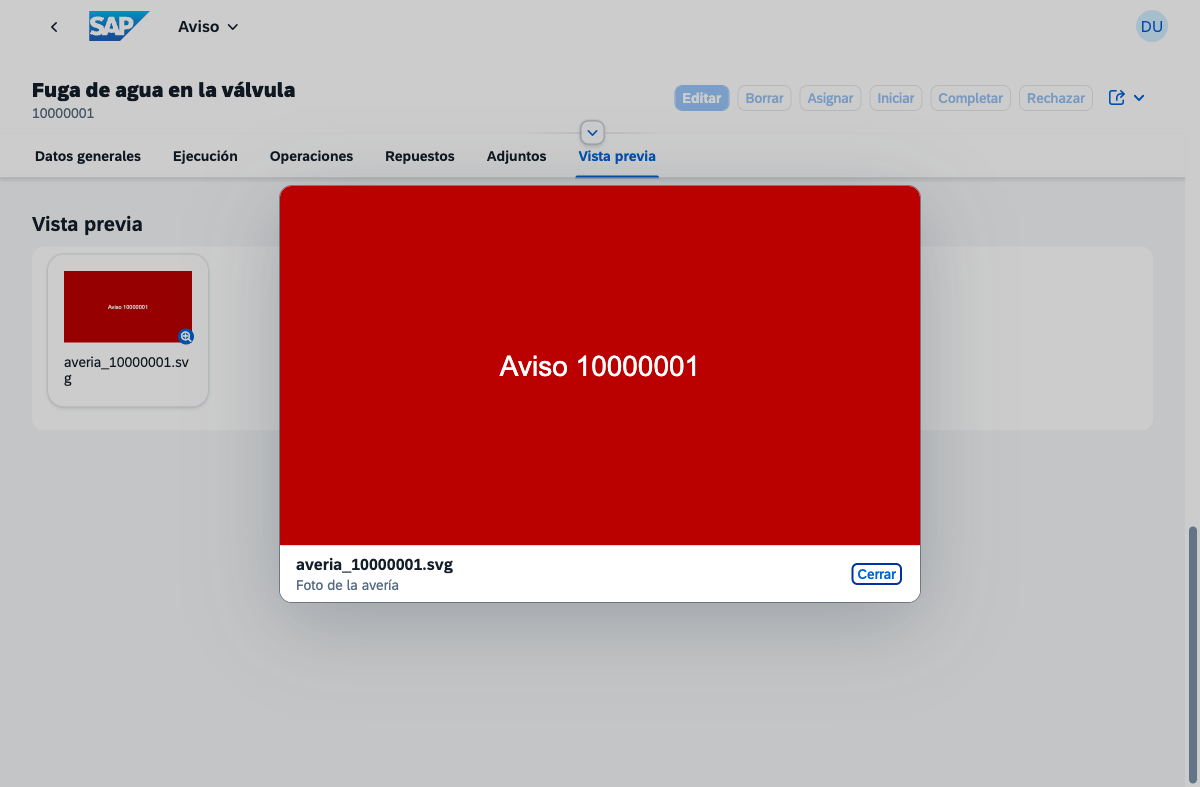 SAP
Aviso
DU
Fuga de agua en la válvula
10000001
Editar
Borrar
Asignar
Iniciar
Completar
Rechazar
Datos generales
Ejecución
Operaciones
Repuestos
Adjuntos
Vista previa
Vista previa
Aviso 10000001
averia_10000001.sv
g
Aviso 10000001
averia_10000001.svg
Foto de la avería
Cerrar